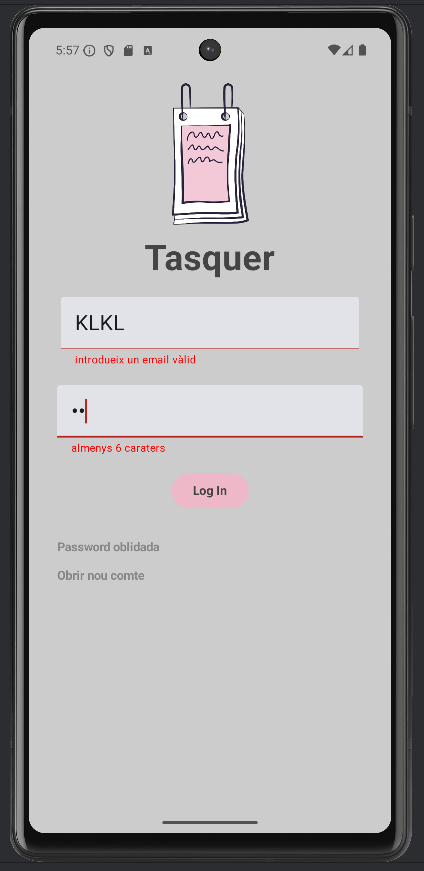 5:57
Tasquer
KLKL
introdueix un email vàlid
••
almenys 6 caraters
Log In
Password oblidada
Obrir nou comte